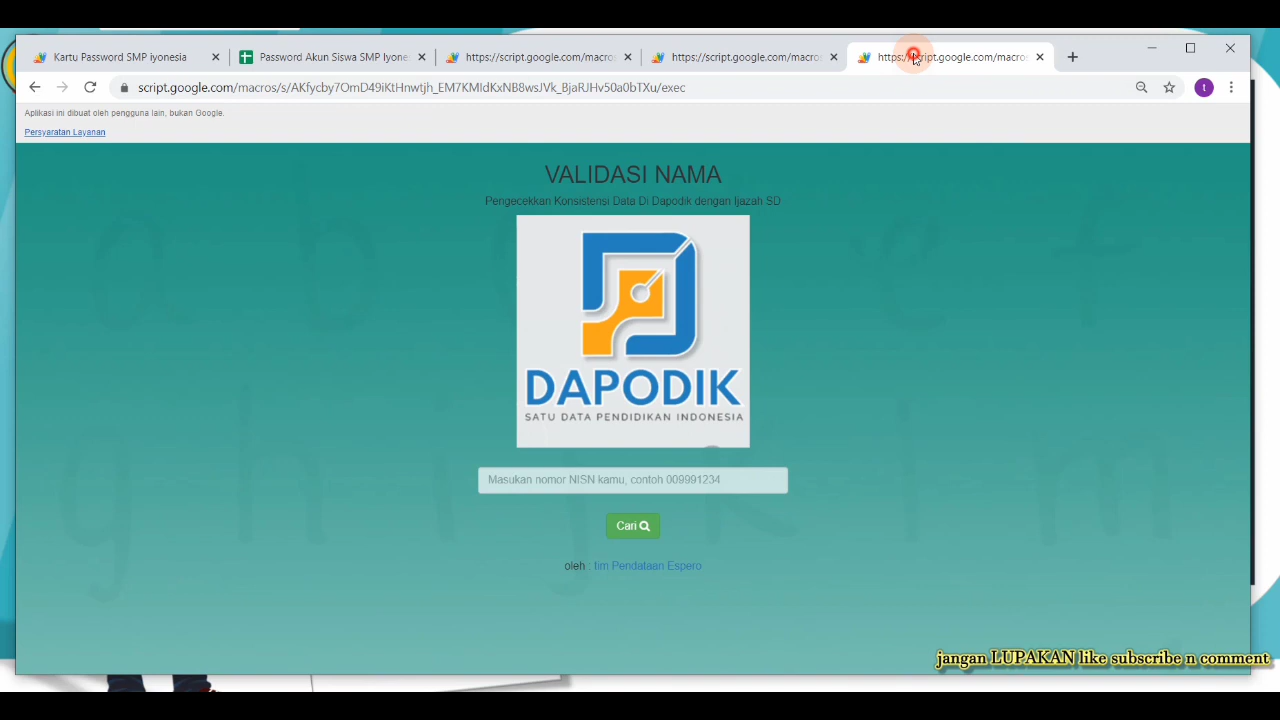 Kartu Password SMP iyonesia
Password Akun Siswa SMP Iyone
https://script.google.com/macro
https://script.google.com/macro
https://script.google.com/macro
script.google.com/macros/s/AKfycby7OmD49iKtHnwtjh_EM7KMIdKxNB8wsJVk_BjaRJHv50a0bTXu/exec
t
Aplikasi ini dibuat oleh pengguna lain, bukan Google.
Persyaratan Layanan
VALIDASI NAMA
Pengecekkan Konsistensi Data Di Dapodik dengan Ijazah SD
DAPODIK
SATU DATA PENDIDIKAN INDONESIA
Masukan nomor NISN kamu, contoh 009991234
Cari
oleh : tim Pendataan Espero
a b e f
g h i j k l m
jangan LUPAKAN like subscribe n comment